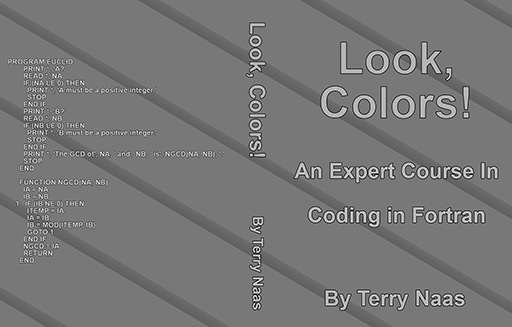 PROGRAM EUCLID
PRINT *, 'A?'
READ *, NA
IF (NA.LE.0) THEN
PRINT *, 'A must be a positive integer.'
STOP
END IF
PRINT *, 'B?'
READ *, NB
IF (NB.LE.0) THEN
PRINT *, 'B must be a positive integer.'
STOP
END IF
PRINT *, 'The GCD of', NA, ' and', NB, ' is', NGCD(NA, NB), '.'
STOP
END
FUNCTION NGCD(NA, NB)
IA = NA
IB = NB
1 IF (IB.NE.0) THEN
ITEMP = IA
IA = IB
IB = MOD(ITEMP, IB)
GOTO 1
END IF
NGCD = IA
RETURN
END
Look, Colors!
By Terry Naas
Look,
Colors!
An Expert Course In
Coding in Fortran
By Terry Naas